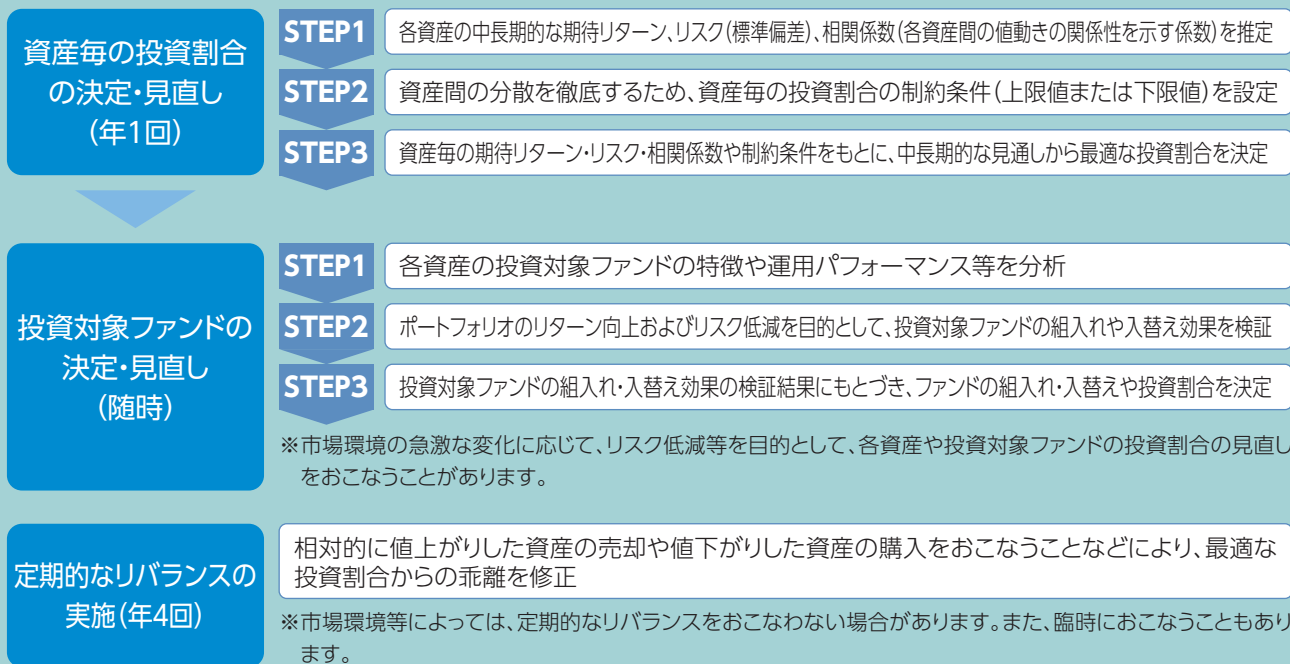 資産毎の投資割合
の決定・見直し
(年1回)
STEP1
各資産の中長期的な期待リターン、リスク(標準偏差)、相関係数(各資産間の値動きの関係性を示す係数)を推定
STEP2
資産間の分散を徹底するため、資産毎の投資割合の制約条件(上限値または下限値)を設定
STEP3
資産毎の期待リターン・リスク・相関係数や制約条件をもとに、中長期的な見通しから最適な投資割合を決定
投資対象ファンドの
決定・見直し
(随時)
STEP1
各資産の投資対象ファンドの特徴や運用パフォーマンス等を分析
STEP2
ポートフォリオのリターン向上およびリスク低減を目的として、投資対象ファンドの組入れや入替え効果を検証
STEP3
投資対象ファンドの組入れ・入替え効果の検証結果にもとづき、ファンドの組入れ・入替えや投資割合を決定
※市場環境の急激な変化に応じて、リスク低減等を目的として、各資産や投資対象ファンドの投資割合の見直し
をおこなうことがあります。
定期的なリバランスの
実施(年4回)
相対的に値上がりした資産の売却や値下がりした資産の購入をおこなうことなどにより、最適な
投資割合からの乖離を修正
※市場環境等によっては、定期的なリバランスをおこなわない場合があります。また、臨時におこなうこともあり
ます。